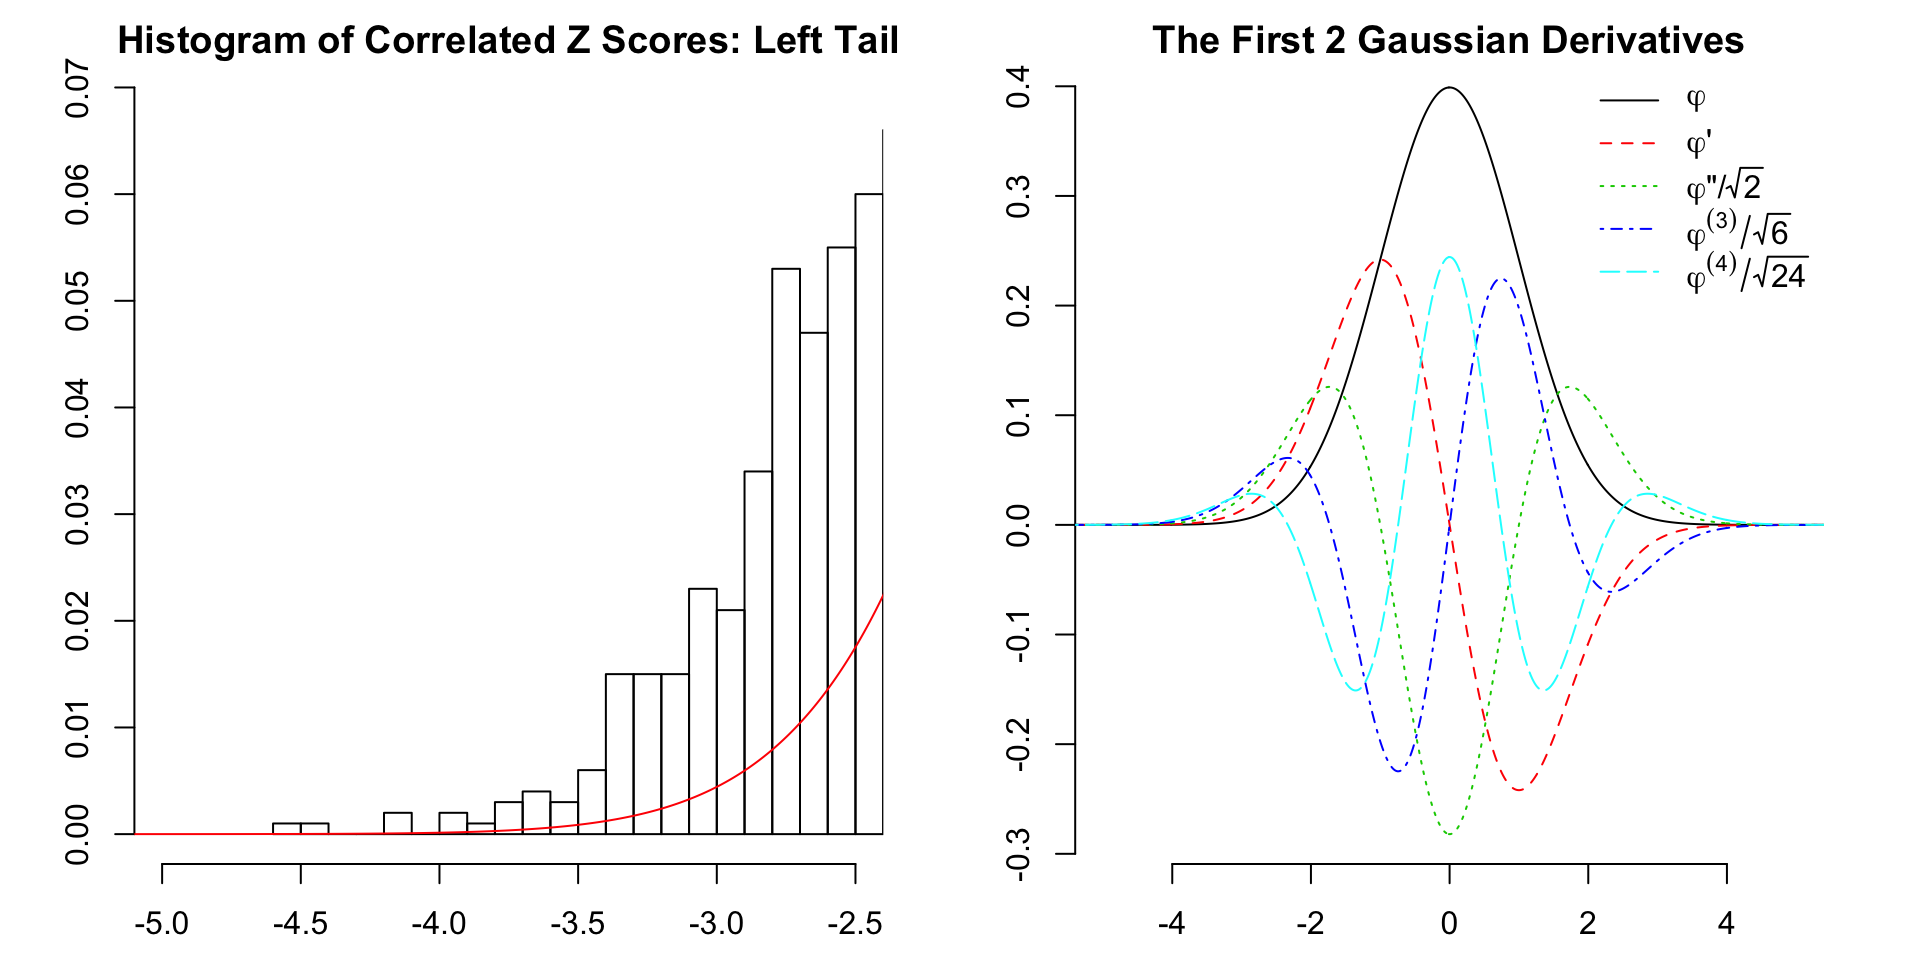 Histogram of Correlated Z Scores: Left Tail
0.07
0.06
0.05
0.04
0.03
0.02
0.01
0.00
-5.0 -4.5 -4.0 -3.5 -3.0 -2.5
The First 2 Gaussian Derivatives
0.4
0.3
0.2
0.1
0.0
-0.1
-0.2
-0.3
-4 -2 0 2 4
φ
φ'
φ"/√2
φ⁽³⁾/√6
φ⁽⁴⁾/√24